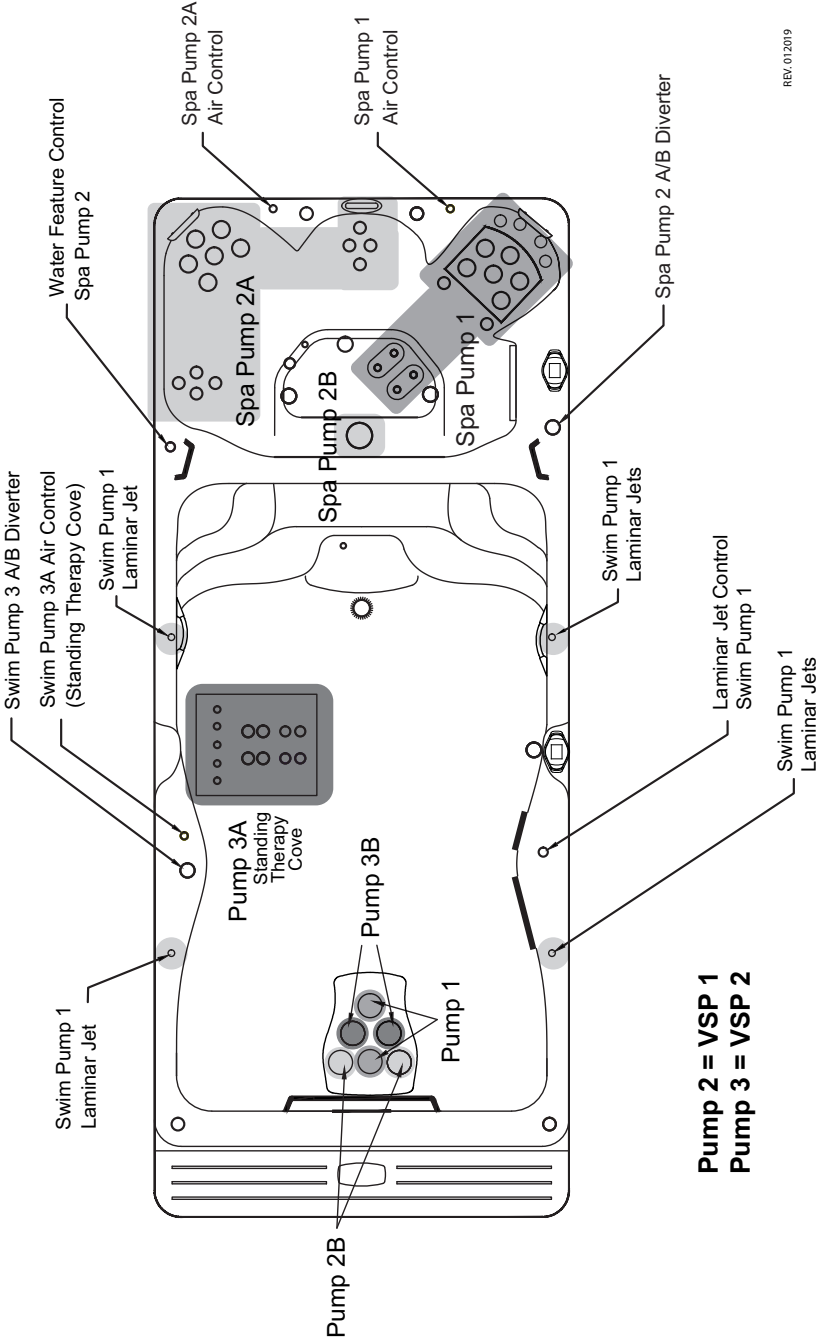 Water Feature Control
Spa Pump 2
Spa Pump 2A
Air Control
Spa Pump 1
Air Control
Spa Pump 2 A/B Diverter
Spa Pump 2A
Spa Pump 2B
Spa Pump 1
Swim Pump 3 A/B Diverter
Swim Pump 3A Air Control
(Standing Therapy Cove)
Swim Pump 1
Laminar Jet
Swim Pump 1
Laminar Jets
Laminar Jet Control
Swim Pump 1
Swim Pump 1
Laminar Jets
Swim Pump 1
Laminar Jet
Pump 3A
Standing
Therapy
Cove
Pump 3B
Pump 1
Pump 2B
Pump 2 = VSP 1
Pump 3 = VSP 2
REV. 012019